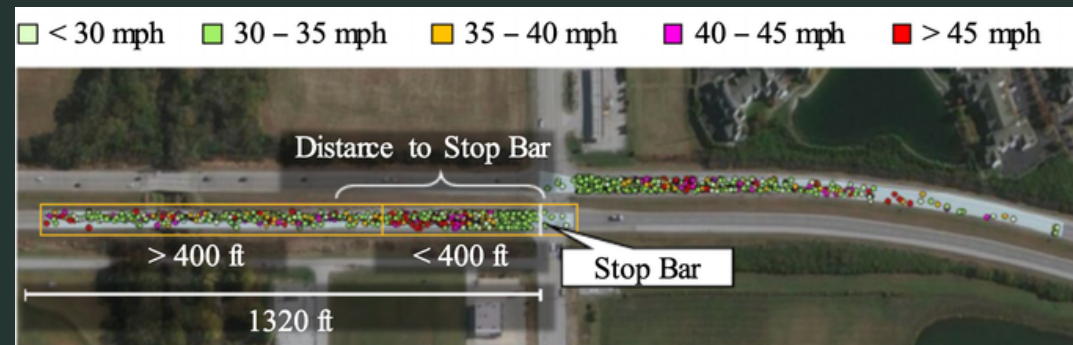 < 30 mph 30 – 35 mph 35 – 40 mph 40 – 45 mph > 45 mph
Distance to Stop Bar
> 400 ft < 400 ft
Stop Bar
1320 ft